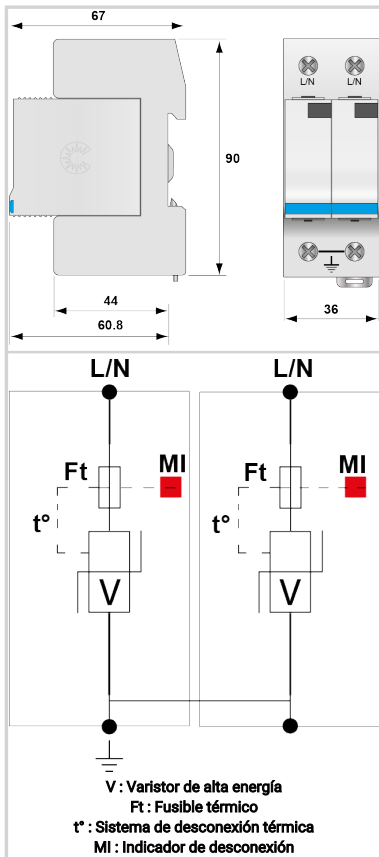 67
L/N L/N
90
44
60.8
36
L/N L/N
Ft MI Ft MI
t° t°
V V
V : Varistor de alta energía
Ft : Fusible térmico
t° : Sistema de desconexión térmica
MI : Indicador de desconexión